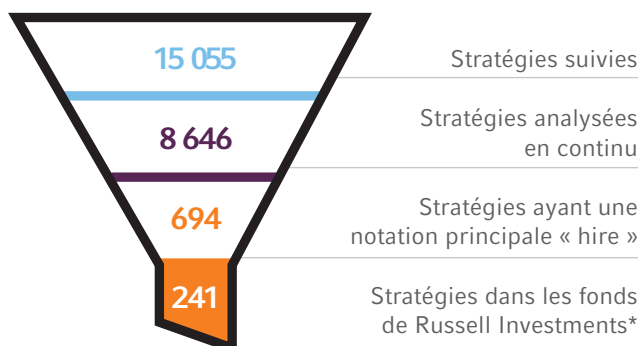 15 055
Stratégies suivies
8 646
Stratégies analysées
en continu
694
Stratégies ayant une
notation principale « hire »
241
Stratégies dans les fonds
de Russell Investments*